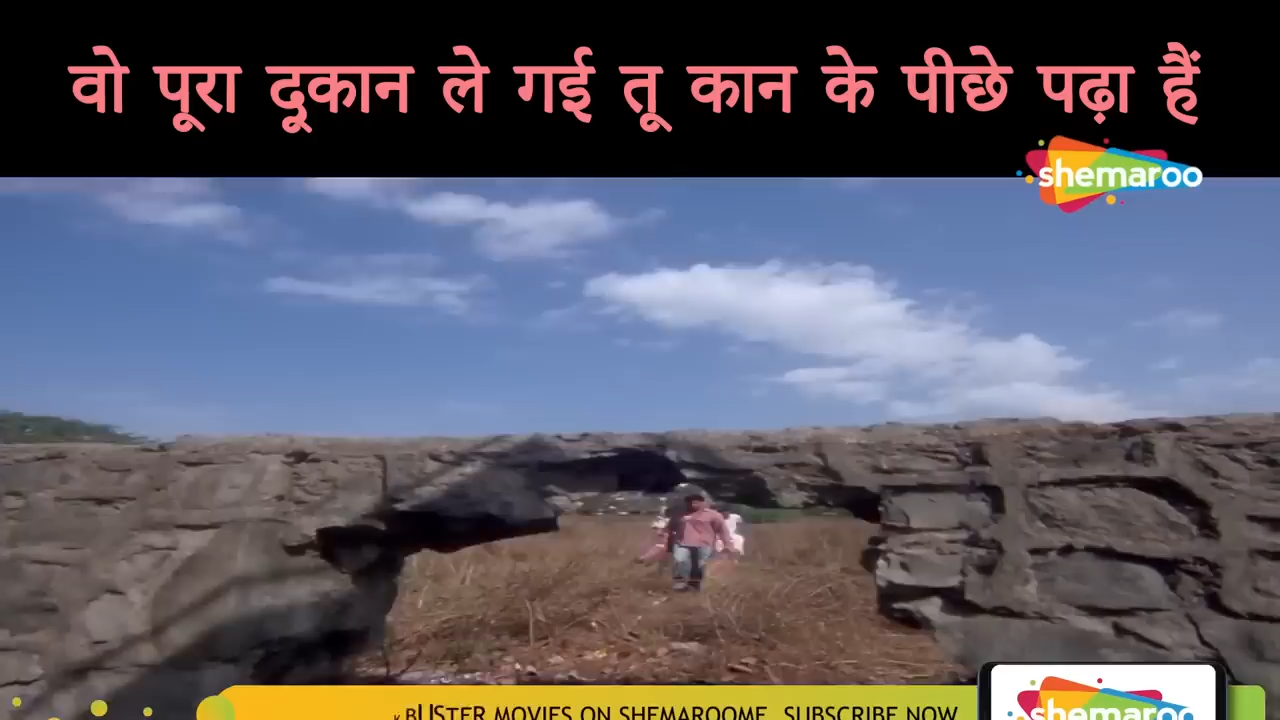 वो पूरा दुकान ले गई तू कान के पीछे पढ़ा हैं
shemaroo
BUSTER MOVIES ON SHEMAROOME. SUBSCRIBE NOW
shemaroo